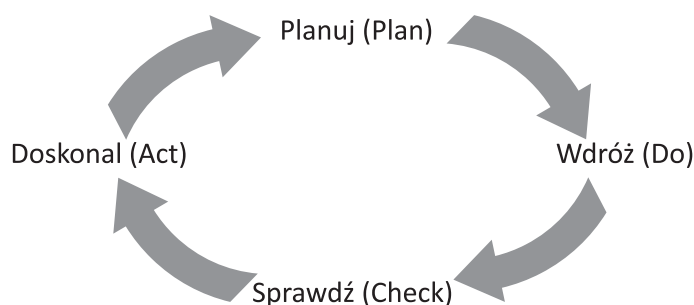 Planuj (Plan)
Wdróż (Do)
Sprawdź (Check)
Doskonal (Act)